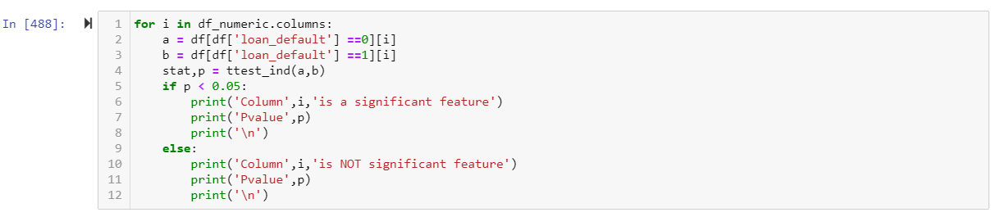 In [488]:
1 for i in df_numeric.columns:
2     a = df[df['loan_default'] ==0][i]
3     b = df[df['loan_default'] ==1][i]
4     stat,p = ttest_ind(a,b)
5     if p < 0.05:
6         print('Column',i,'is a significant feature')
7         print('Pvalue',p)
8         print('\n')
9     else:
10         print('Column',i,'is NOT significant feature')
11         print('Pvalue',p)
12         print('\n')